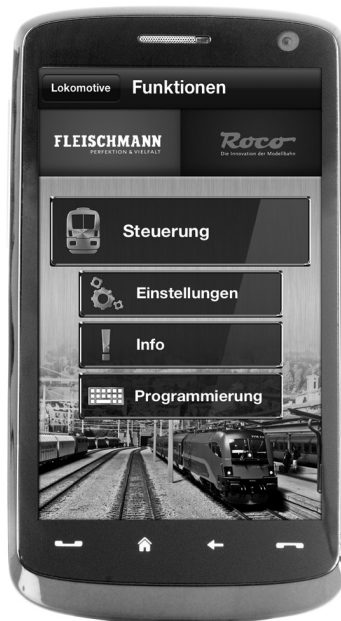 Lokomotive Funktionen
FLEISCHMANN
PERFEKTION & VIELFALT
Roco
Die Innovation der Modellbahn
Steuerung
Einstellungen
Info
Programmierung